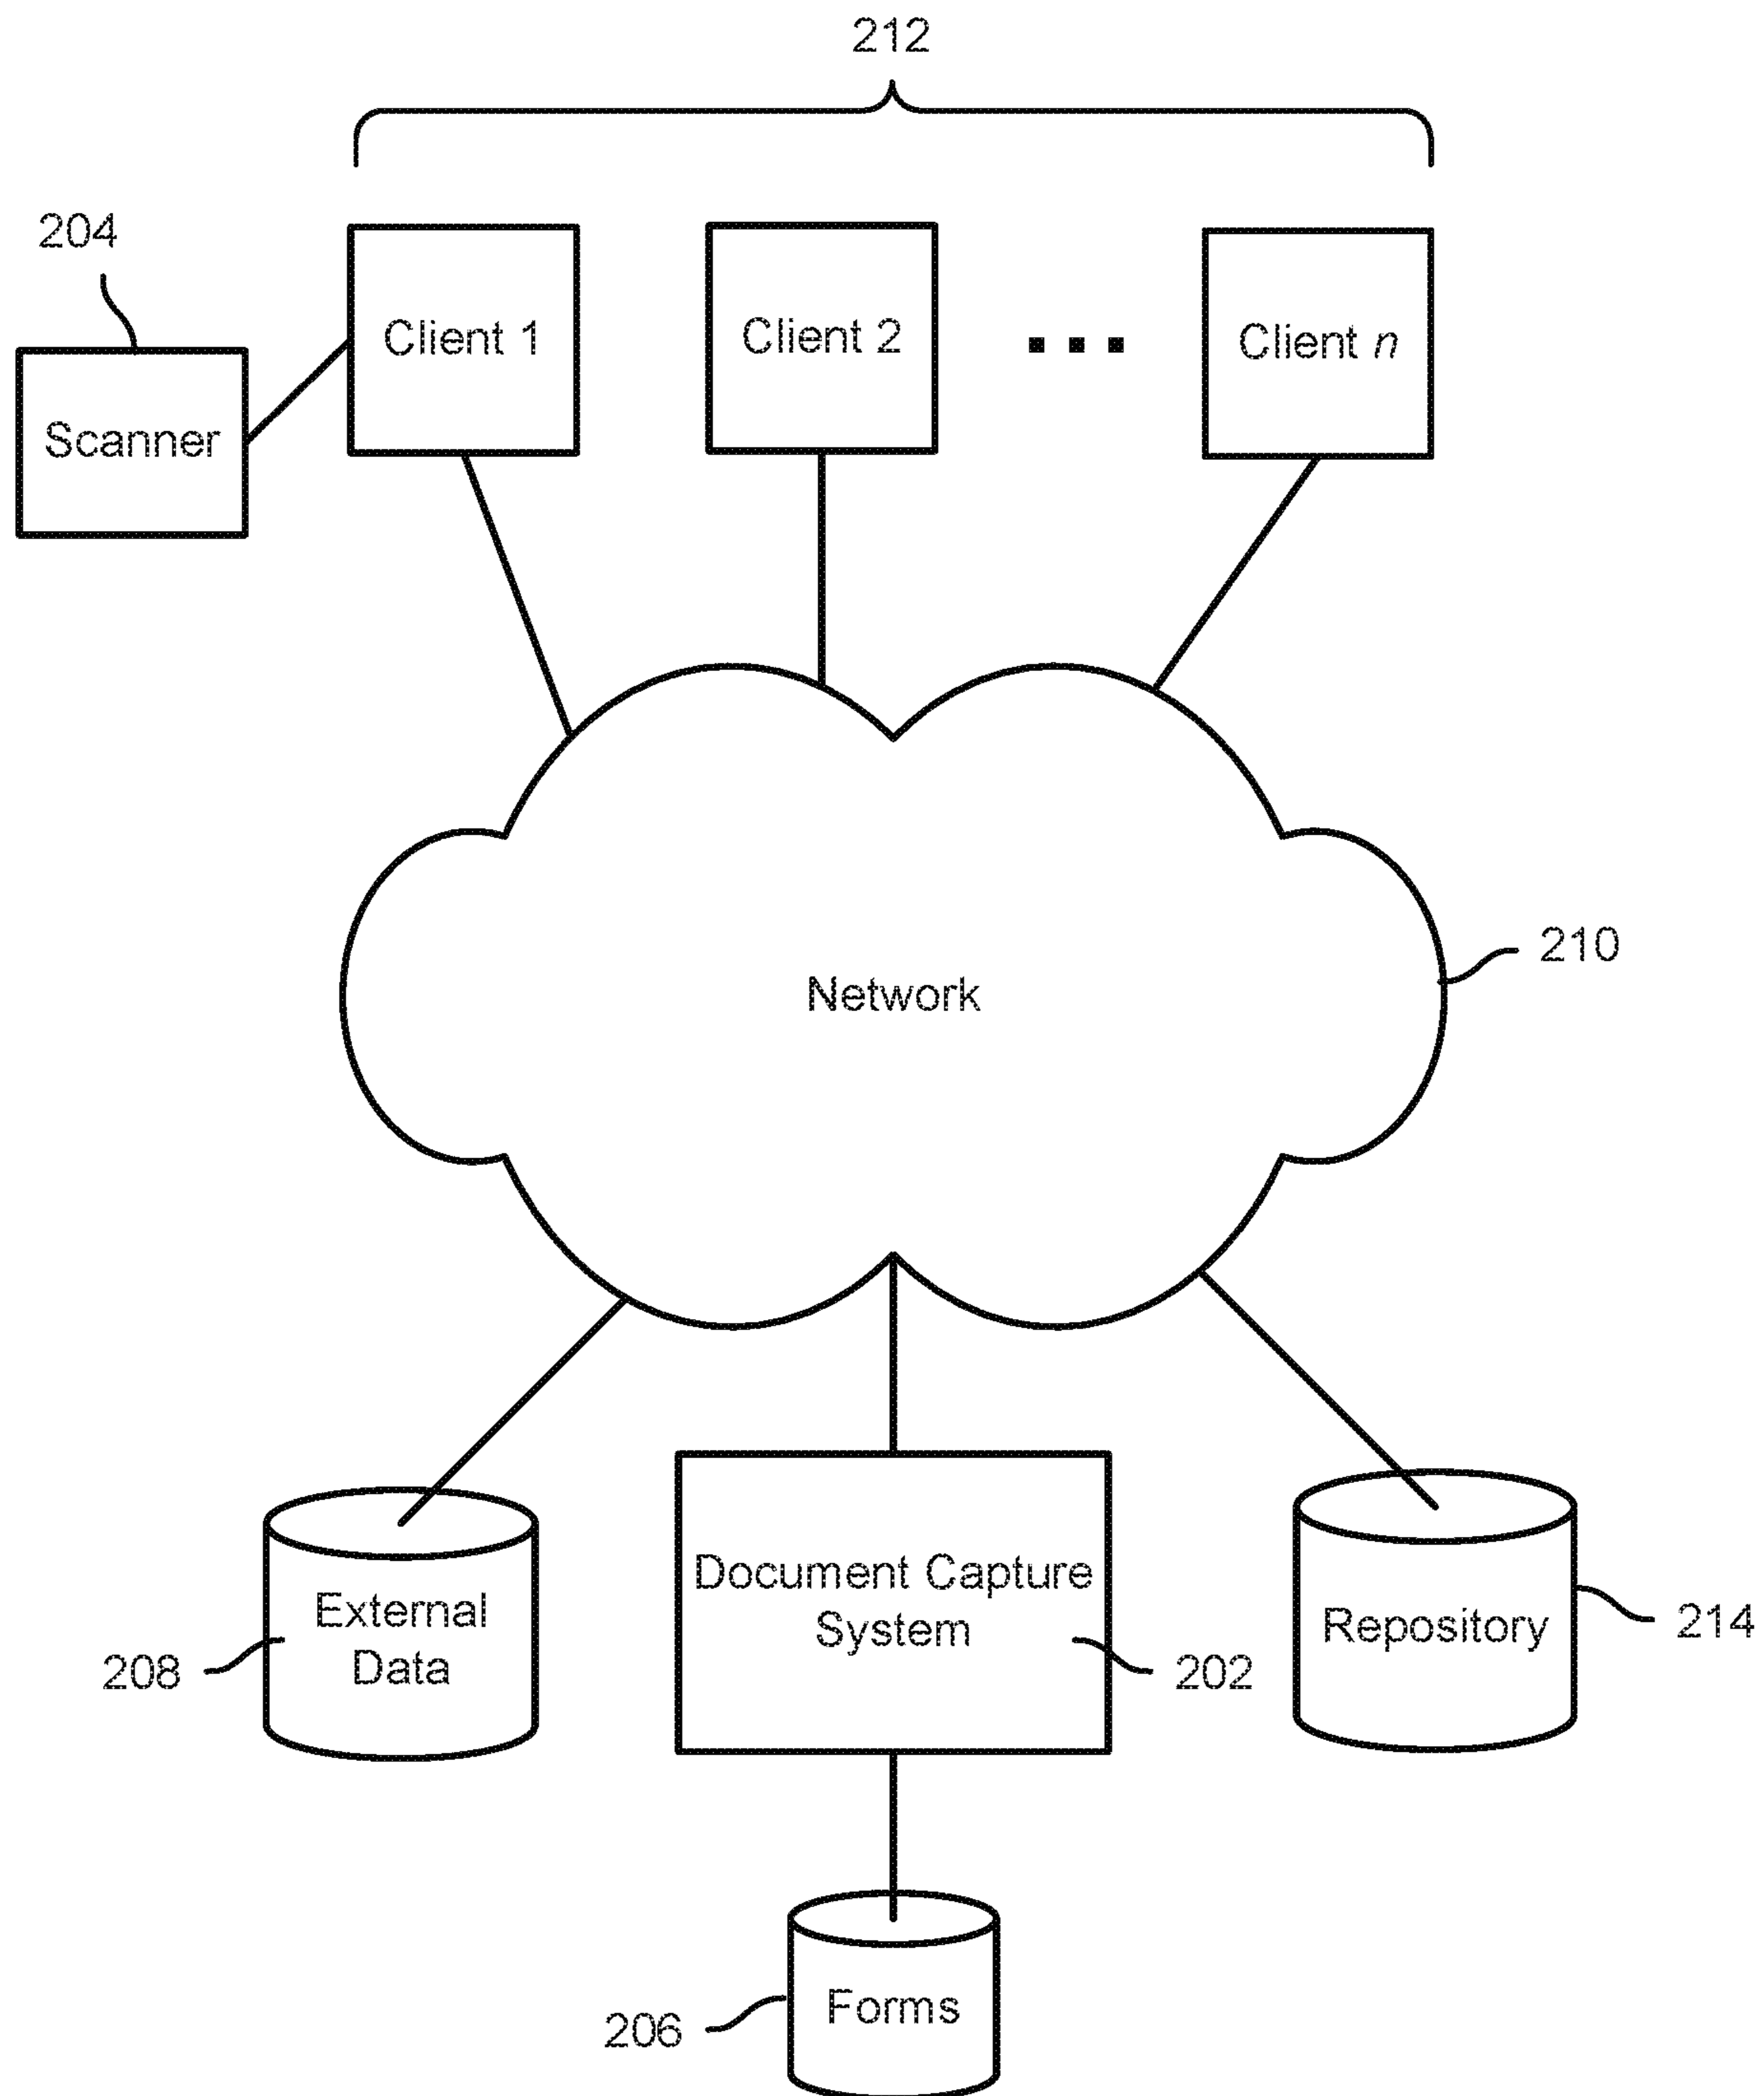 212
204
Client 1
Client 2
Client n
Scanner
210
Network
External
Data
208
Document Capture
System
202
Repository
214
Forms
206